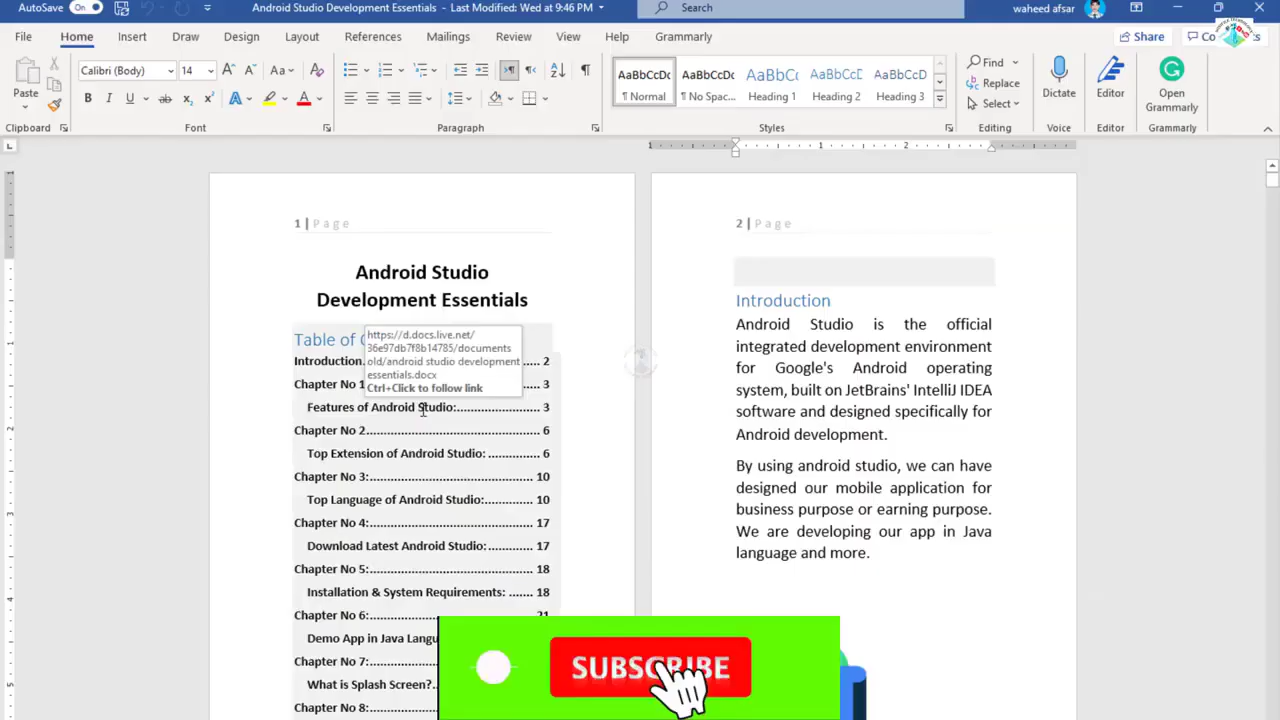 AutoSave On Android Studio Development Essentials - Last Modified: Wed at 9:46 PM Search waheed afsar
File Home Insert Draw Design Layout References Mailings Review View Help Grammarly Share
Paste Calibri (Body) 14 Aa A
B I U ab x₂ x² A A
AaBbCcDc AaBbCcDc AaBbCc AaBbCcD AaBbCcD
¶ Normal ¶ No Spac... Heading 1 Heading 2 Heading 3
Find
Replace
Select
Dictate Editor Open
Grammarly
Clipboard Font Paragraph Styles Editing Voice Editor Grammarly
1 | Page
Android Studio
Development Essentials
Table of
https://d.docs.live.net/
36e97db7f8b14785/documents
old/android studio development
essentials.docx
Ctrl+Click to follow link
Introduction..... 2
Chapter No 1..... 3
Features of Android Studio:........................ 3
Chapter No 2.................................................. 6
Top Extension of Android Studio: ............... 6
Chapter No 3:............................................... 10
Top Language of Android Studio:............. 10
Chapter No 4:............................................... 17
Download Latest Android Studio:............ 17
Chapter No 5:............................................... 18
Installation & System Requirements: ....... 18
Chapter No 6:............................................... 21
Demo App in Java Langu
Chapter No 7:
What is Splash Screen?..
Chapter No 8:
2 | Page
Introduction
Android Studio is the official
integrated development environment
for Google's Android operating
system, built on JetBrains' IntelliJ IDEA
software and designed specifically for
Android development.
By using android studio, we can have
designed our mobile application for
business purpose or earning purpose.
We are developing our app in Java
language and more.
SUBSCRIBE